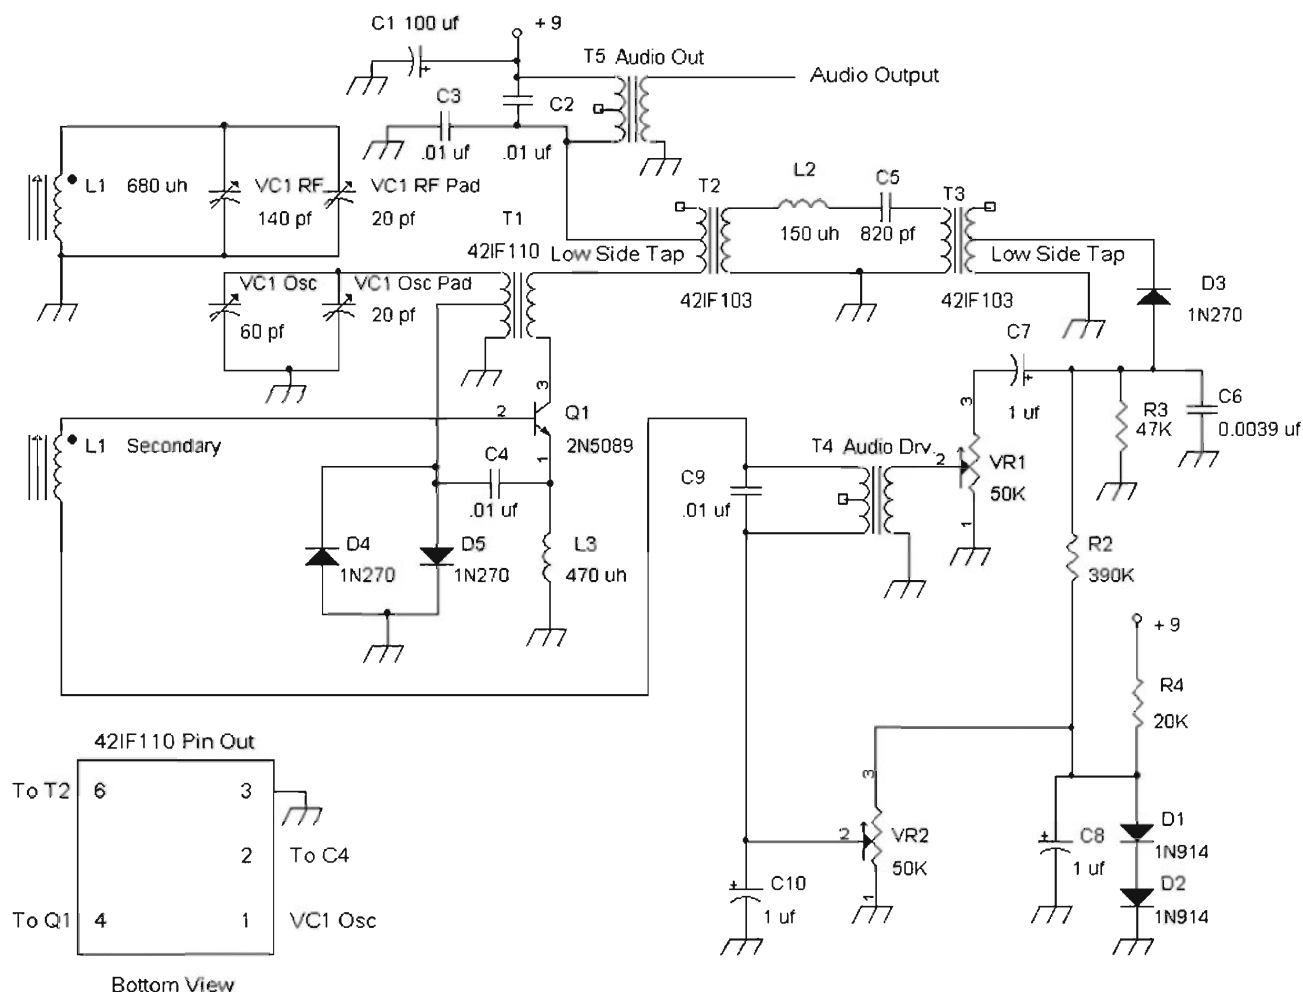 C1 100 uf
+ 9
T5 Audio Out
Audio Output
C3
C2
.01 uf
.01 uf
L1 680 uh
VC1 RF
140 pf
VC1 RF Pad
20 pf
T1
42IF110
Low Side Tap
T2
42IF103
L2
150 uh
C5
820 pf
T3
42IF103
Low Side Tap
D3
1N270
VC1 Osc
60 pf
VC1 Osc Pad
20 pf
C7
1 uf
R3
47K
C6
0.0039 uf
3
2
1
Q1
2N5089
L1 Secondary
C4
.01 uf
C9
.01 uf
T4 Audio Drv.
3
2
1
VR1
50K
D4
1N270
D5
1N270
L3
470 uh
R2
390K
+ 9
R4
20K
42IF110 Pin Out
To T2 6
3
2 To C4
To Q1 4
1 VC1 Osc
Bottom View
3
2
1
VR2
50K
C10
1 uf
C8
1 uf
D1
1N914
D2
1N914
+
+
+
+